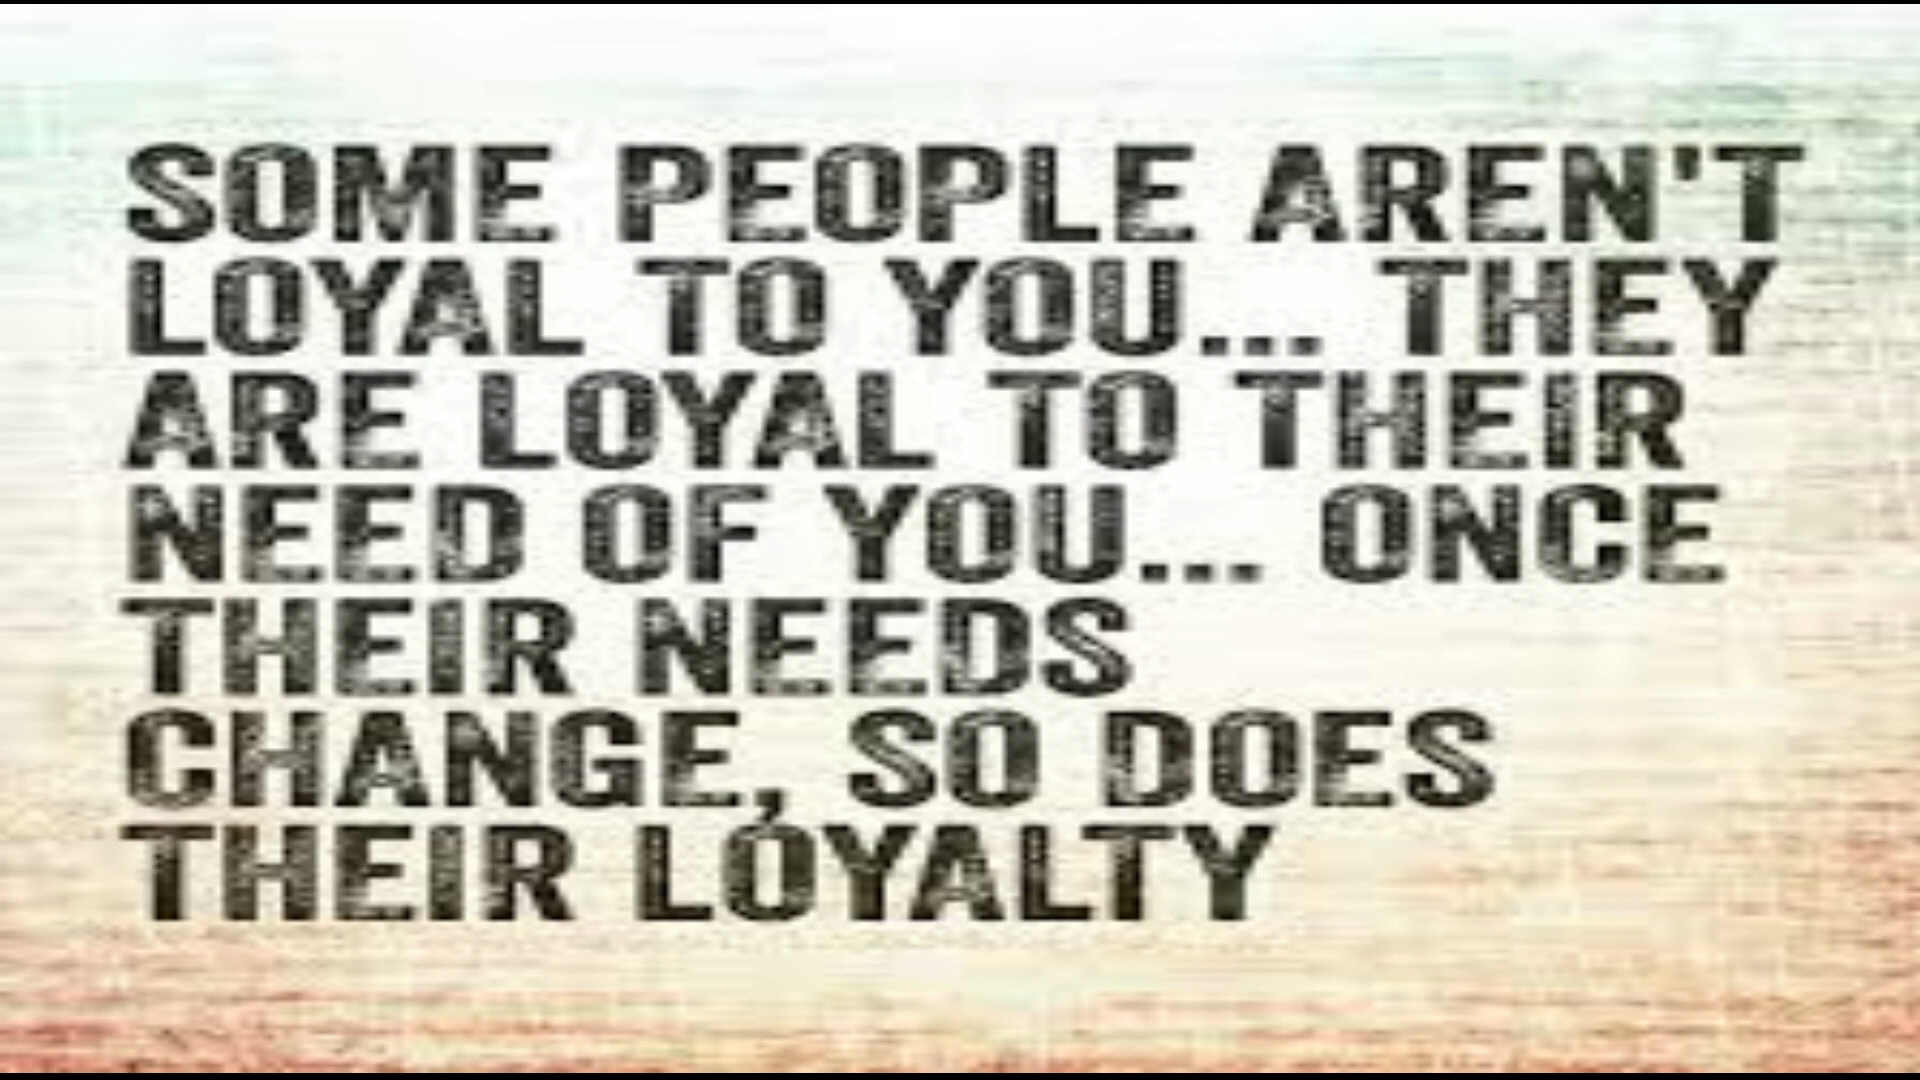 SOME PEOPLE AREN'T
LOYAL TO YOU... THEY
ARE LOYAL TO THEIR
NEED OF YOU... ONCE
THEIR NEEDS
CHANGE, SO DOES
THEIR LOYALTY